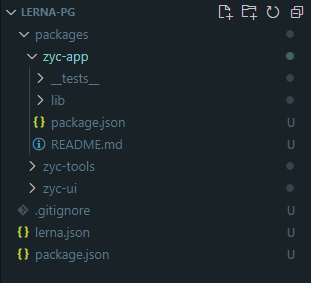 LERNA-PG
packages
zyc-app
__tests__
lib
package.json U
README.md U
zyc-tools
zyc-ui
.gitignore U
lerna.json U
package.json U